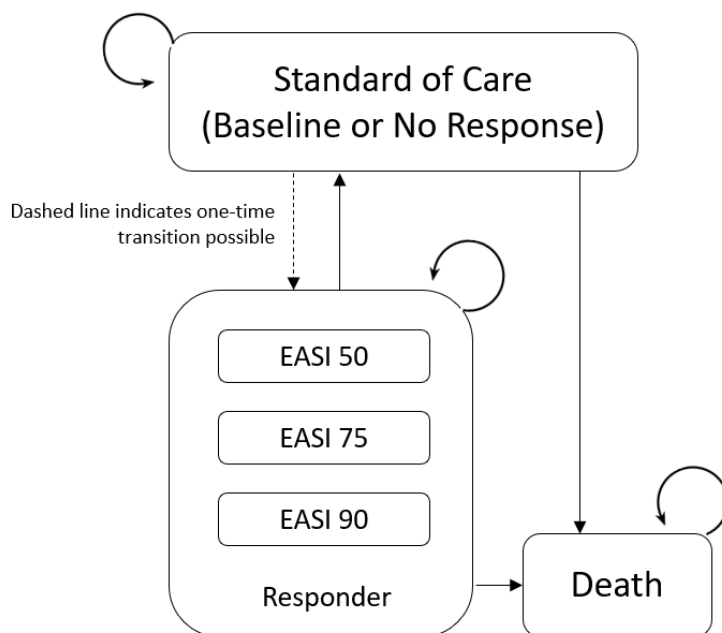 Standard of Care
(Baseline or No Response)
Dashed line indicates one-time
transition possible
EASI 50
EASI 75
EASI 90
Responder
Death